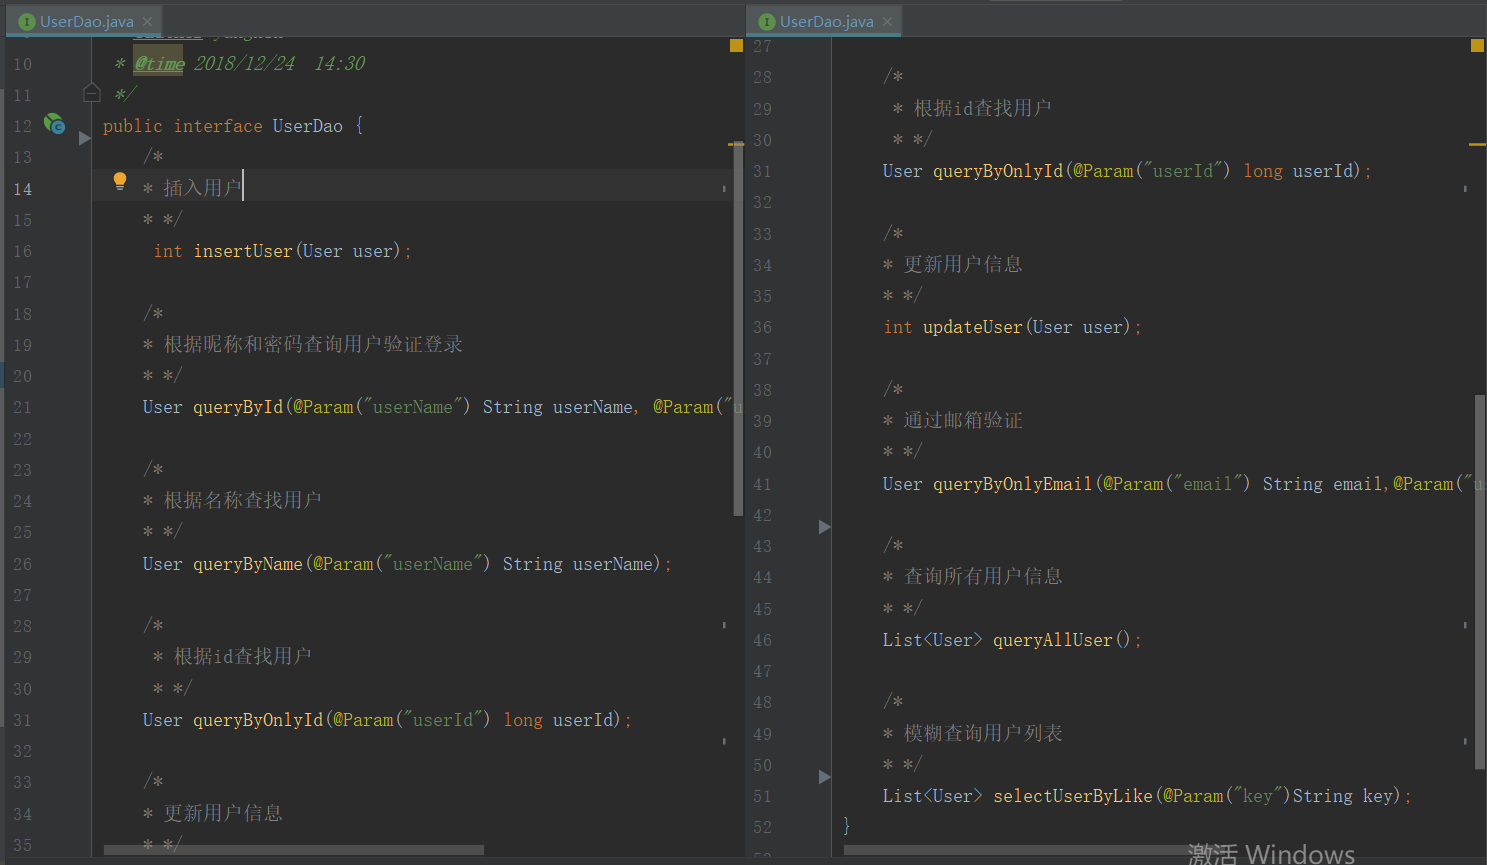 UserDao.java
10 * @time 2018/12/24 14:30
11 */
12 public interface UserDao {
13 /*
14 * 插入用户
15 * */
16 int insertUser(User user);
17
18 /*
19 * 根据昵称和密码查询用户验证登录
20 * */
21 User queryById(@Param("userName") String userName, @Param("u
22
23 /*
24 * 根据名称查找用户
25 * */
26 User queryByName(@Param("userName") String userName);
27
28 /*
29 * 根据id查找用户
30 * */
31 User queryByOnlyId(@Param("userId") long userId);
32
33 /*
34 * 更新用户信息
35 * */
UserDao.java
27
28 /*
29 * 根据id查找用户
30 * */
31 User queryByOnlyId(@Param("userId") long userId);
32
33 /*
34 * 更新用户信息
35 * */
36 int updateUser(User user);
37
38 /*
39 * 通过邮箱验证
40 * */
41 User queryByOnlyEmail(@Param("email") String email,@Param("u
42
43 /*
44 * 查询所有用户信息
45 * */
46 List<User> queryAllUser();
47
48 /*
49 * 模糊查询用户列表
50 * */
51 List<User> selectUserByLike(@Param("key")String key);
52 }
激活 Windows